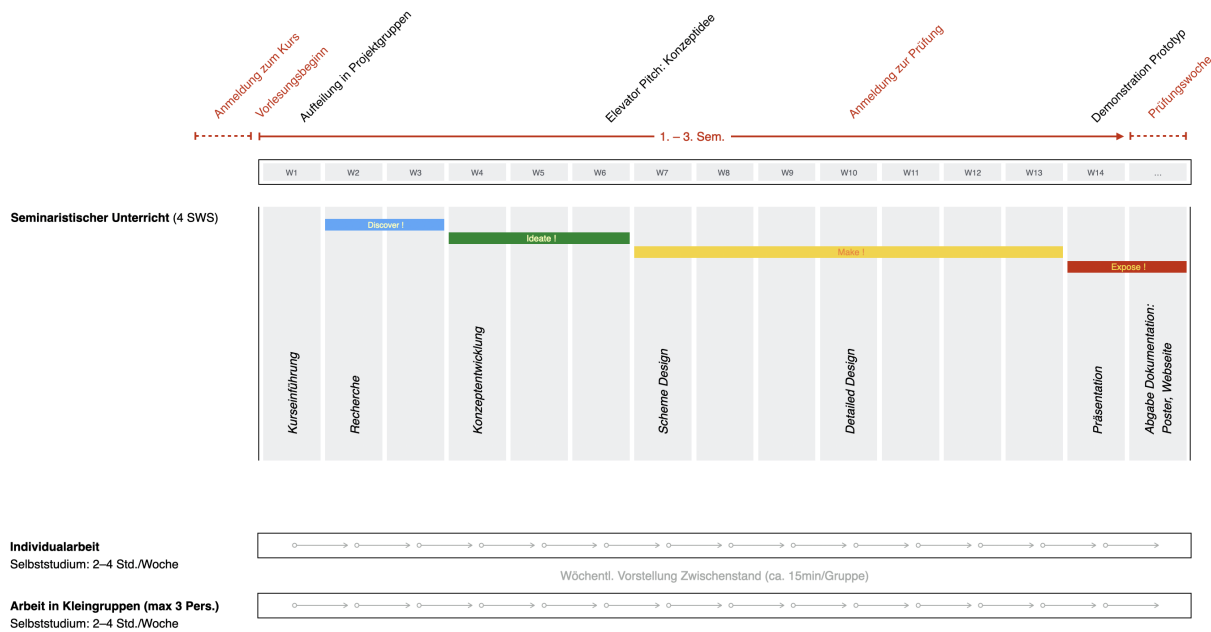 Anmeldung zum Kurs
Vorlesungsbeginn
Aufteilung in Projektgruppen
Elevator Pitch: Konzeptidee
Anmeldung zur Prüfung
Demonstration Prototyp
Prüfungswoche
1. – 3. Sem.
W1 W2 W3 W4 W5 W6 W7 W8 W9 W10 W11 W12 W13 W14 ...
Seminaristischer Unterricht (4 SWS)
Discover !
Ideate !
Make !
Expose !
Kurseinführung
Recherche
Konzeptentwicklung
Scheme Design
Detailed Design
Präsentation
Abgabe Dokumentation:
Poster, Webseite
Individualarbeit
Selbststudium: 2–4 Std./Woche
Wöchentl. Vorstellung Zwischenstand (ca. 15min/Gruppe)
Arbeit in Kleingruppen (max 3 Pers.)
Selbststudium: 2–4 Std./Woche